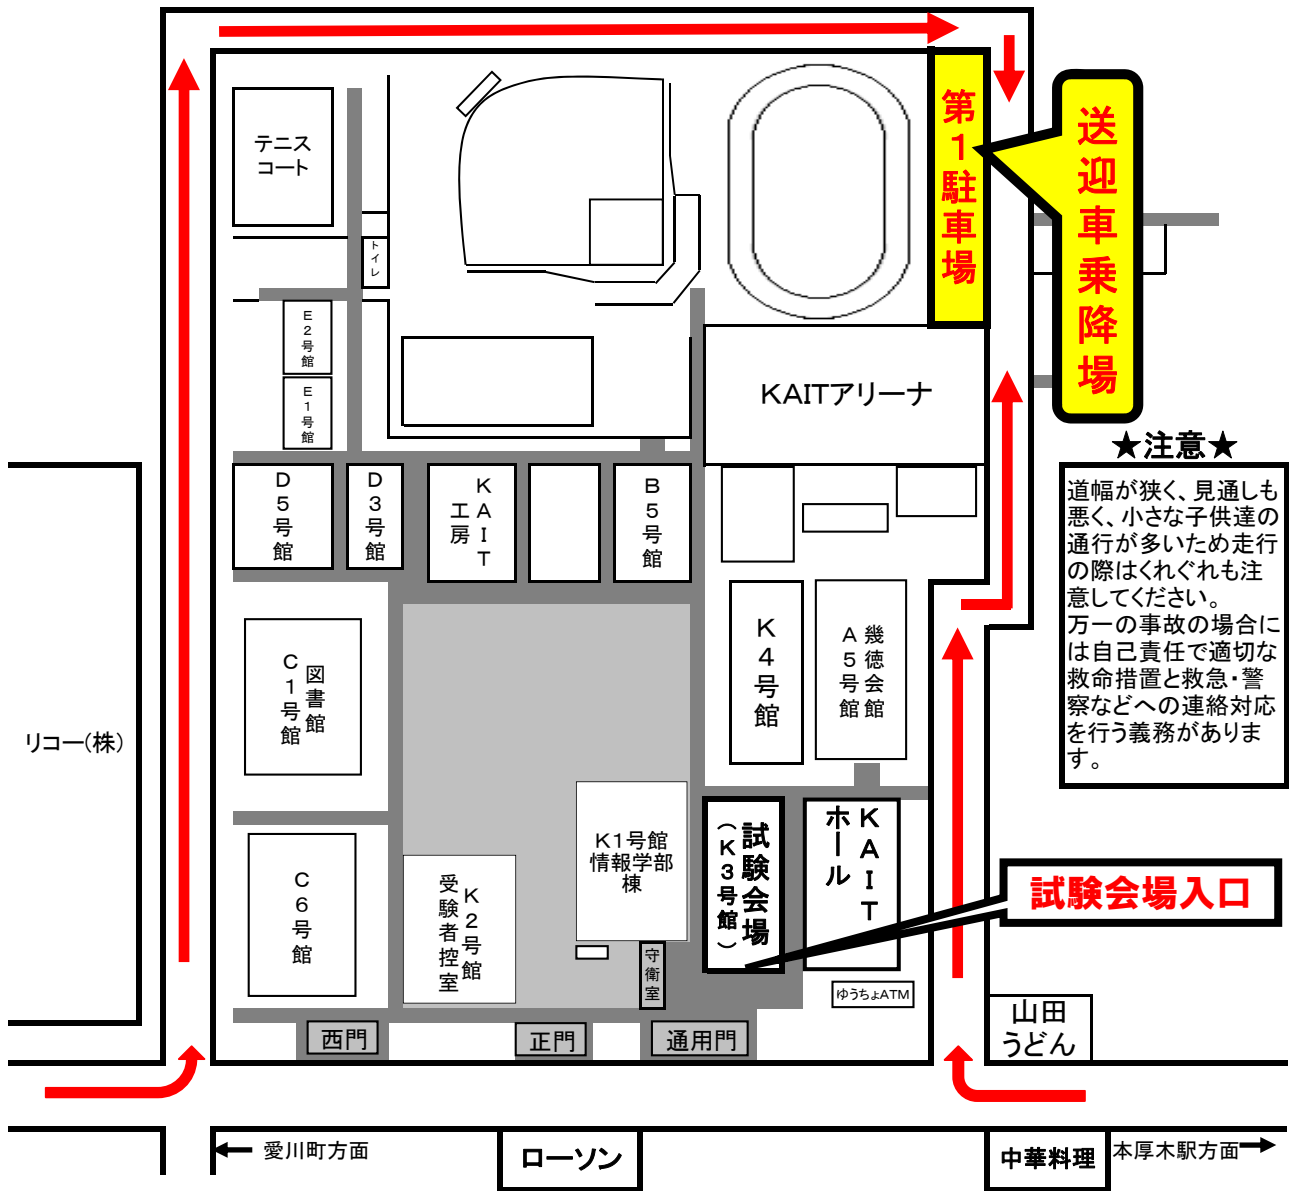 第1駐車場
送迎車乗降場
テニス
コート
トイレ
E2号館
E1号館
KAITアリーナ
★注意★
道幅が狭く、見通しも
悪く、小さな子供達の
通行が多いため走行
の際はくれぐれも注
意してください。
万一の事故の場合に
は自己責任で適切な
救命措置と救急・警
察などへの連絡対応
を行う義務がありま
す。
D5号館
D3号館
KAIT
工房
B5号館
K4号館
幾徳会館
A5号館
図書館
C1号館
リコー(株)
K1号館
情報学部
棟
試験会場
(K3号館)
KAIT
ホール
試験会場入口
C6号館
K2号館
受験者控室
守衛室
ゆうちょATM
山田
うどん
西門
正門
通用門
愛川町方面
ローソン
中華料理
本厚木駅方面